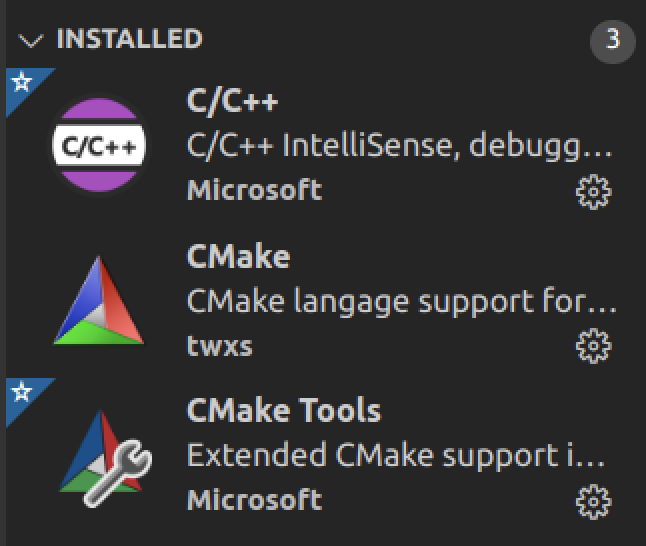 INSTALLED
3
C/C++
C/C++
C/C++ IntelliSense, debugg...
Microsoft
CMake
CMake langage support for...
twxs
CMake Tools
Extended CMake support i...
Microsoft